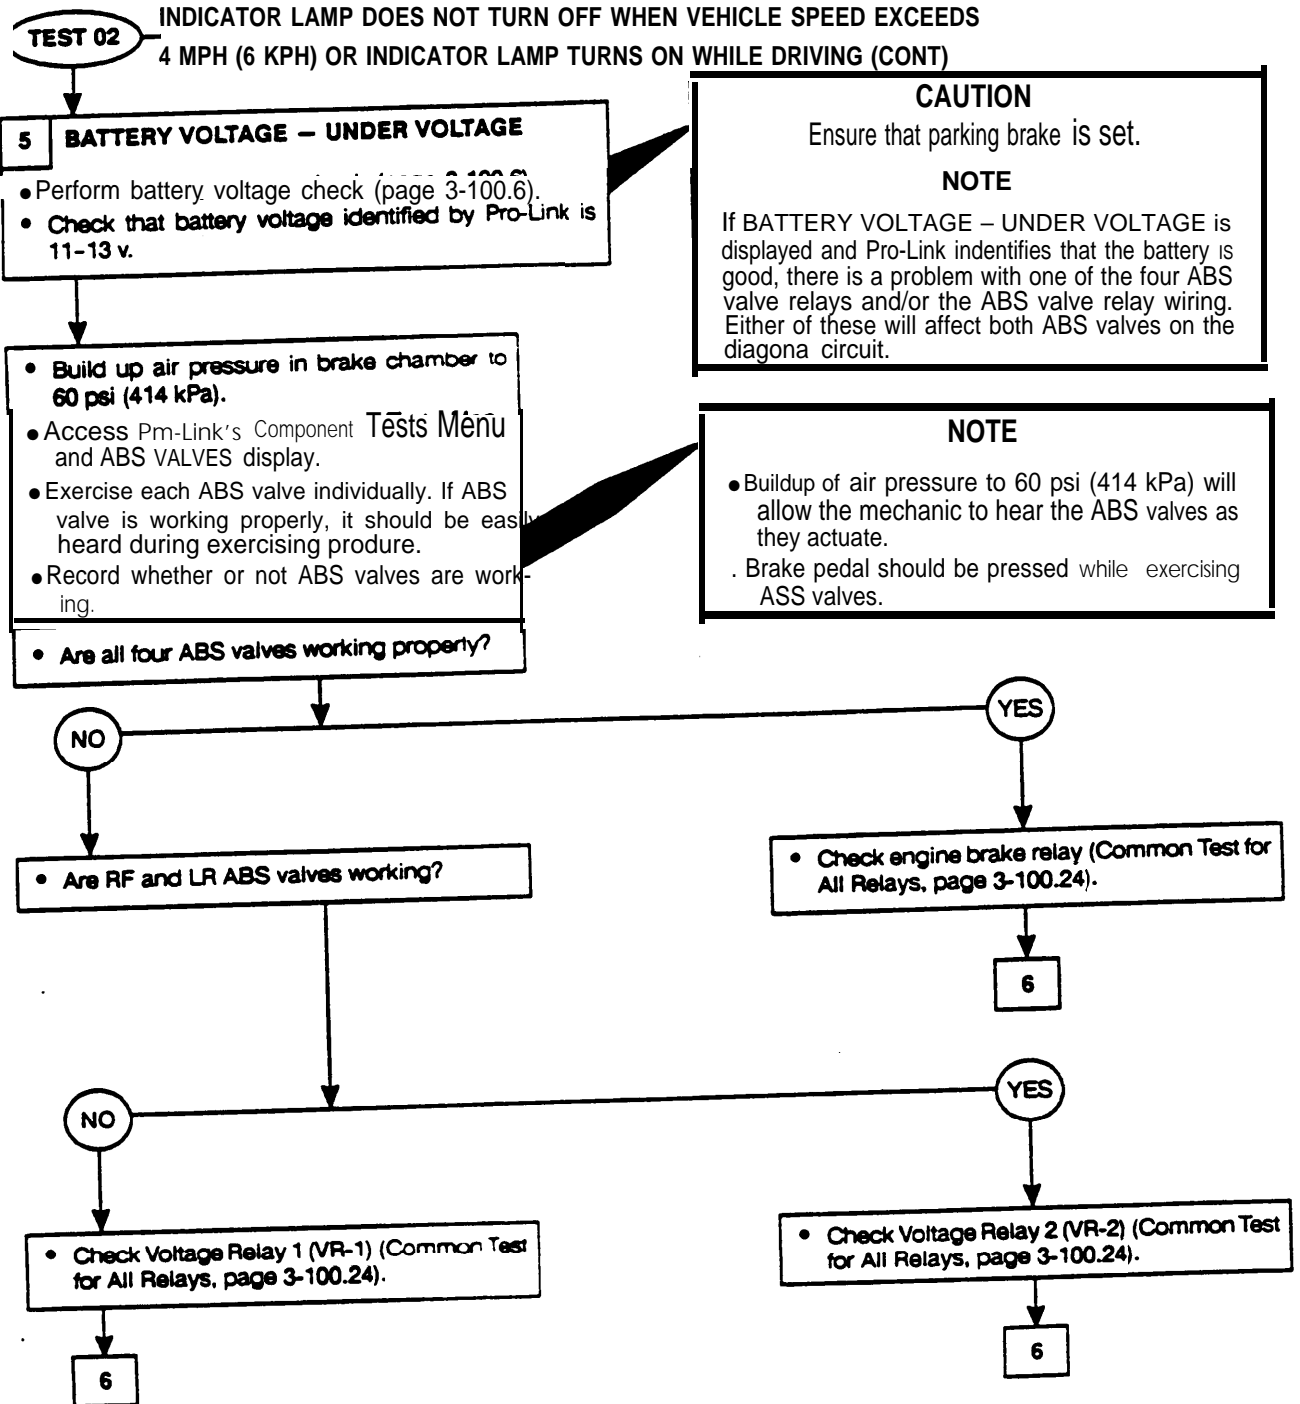 TEST 02
INDICATOR LAMP DOES NOT TURN OFF WHEN VEHICLE SPEED EXCEEDS
4 MPH (6 KPH) OR INDICATOR LAMP TURNS ON WHILE DRIVING (CONT)
5 BATTERY VOLTAGE – UNDER VOLTAGE
● Perform battery voltage check (page 3-100.6).
● Check that battery voltage identified by Pro-Link is
11–13 v.
CAUTION
Ensure that parking brake is set.
NOTE
If BATTERY VOLTAGE – UNDER VOLTAGE is
displayed and Pro-Link indentifies that the battery IS
good, there is a problem with one of the four ABS
valve relays and/or the ABS valve relay wiring.
Either of these will affect both ABS valves on the
diagona circuit.
● Build up air pressure in brake chamber to
60 psi (414 kPa).
● Access Pm-Link's Component Tests Menu
and ABS VALVES display.
● Exercise each ABS valve individually. If ABS
valve is working properly, it should be easily
heard during exercising produre.
● Record whether or not ABS valves are work-
ing.
● Are all four ABS valves working property?
NOTE
● Buildup of air pressure to 60 psi (414 kPa) will
allow the mechanic to hear the ABS valves as
they actuate.
. Brake pedal should be pressed while exercising
ASS valves.
NO
YES
● Are RF and LR ABS valves working?
● Check engine brake relay (Common Test for
All Relays, page 3-100.24).
6
NO
YES
● Check Voltage Relay 1 (VR-1) (Common Test
for All Relays, page 3-100.24).
● Check Voltage Relay 2 (VR-2) (Common Test
for All Relays, page 3-100.24).
6
6